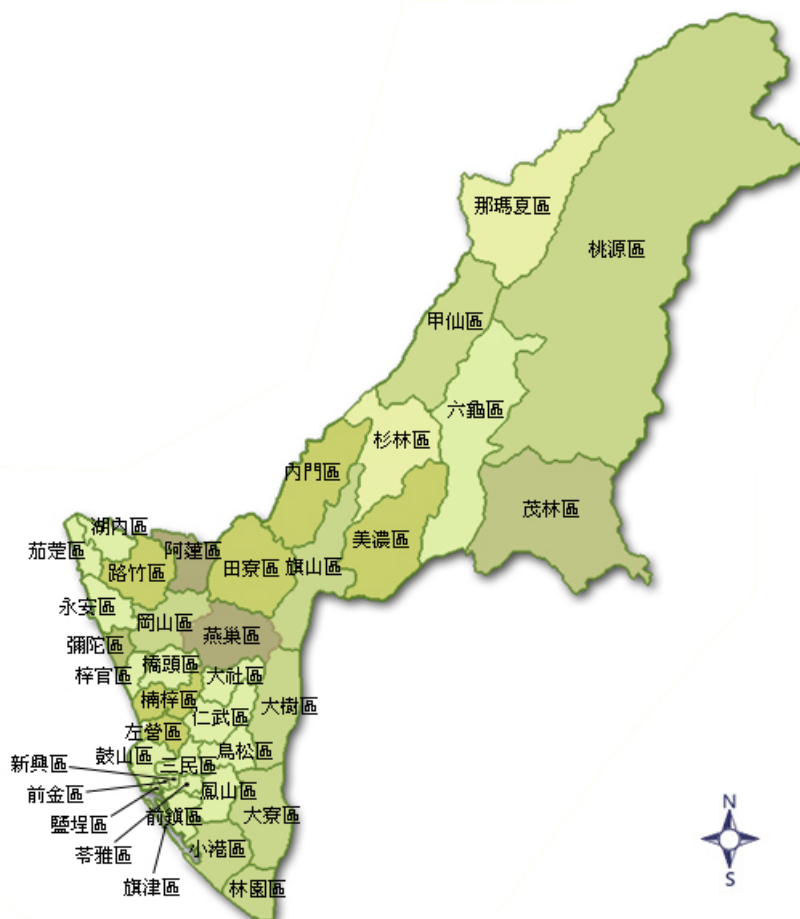 那瑪夏區
桃源區
甲仙區
六龜區
杉林區
內門區
茂林區
湖內區
美濃區
茄萣區
阿蓮區
路竹區
田寮區
旗山區
永安區
岡山區
燕巢區
彌陀區
橋頭區
梓官區
大社區
楠梓區
大樹區
仁武區
左營區
鼓山區
鳥松區
新興區
三民區
前金區
鳳山區
鹽埕區
前鎮區
大寮區
苓雅區
小港區
旗津區
林園區
N
S